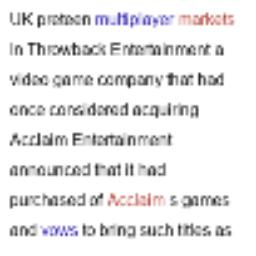 UK preteen multiplayer markets
In Throwback Entertainment a
video game company that had
once considered acquiring
Acclaim Entertainment
announced that it had
purchased of Acclaim s games
and vows to bring such titles as